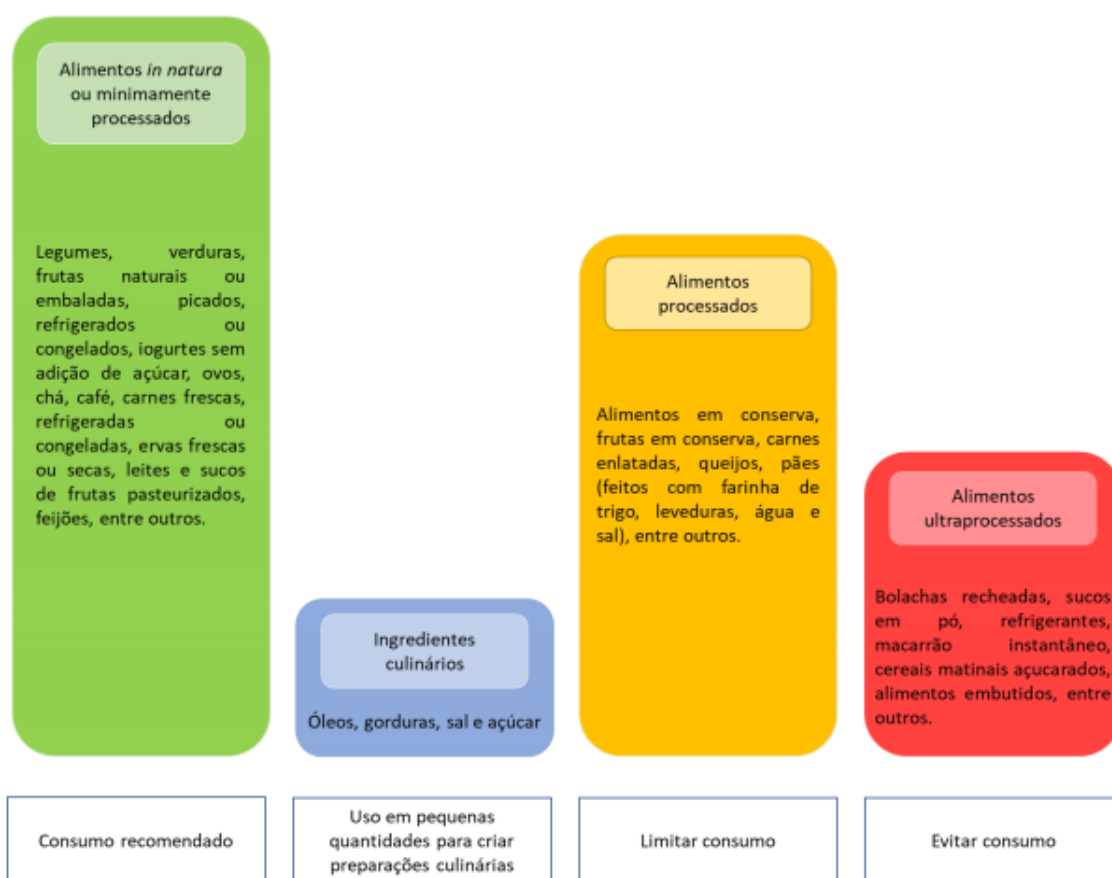 Alimentos in natura
ou minimamente
processados
Legumes, verduras,
frutas naturais ou
embaladas, picados,
refrigerados ou
congelados, iogurtes sem
adição de açúcar, ovos,
chá, café, carnes frescas,
refrigeradas ou
congeladas, ervas frescas
ou secas, leites e sucos
de frutas pasteurizados,
feijões, entre outros.
Ingredientes
culinários
Óleos, gorduras, sal e açúcar
Alimentos
processados
Alimentos em conserva,
frutas em conserva, carnes
enlatadas, queijos, pães
(feitos com farinha de
trigo, leveduras, água e
sal), entre outros.
Alimentos
ultraprocessados
Bolachas recheadas, sucos
em pó, refrigerantes,
macarrão instantâneo,
cereais matinais açucarados,
alimentos embutidos, entre
outros.
Consumo recomendado
Uso em pequenas
quantidades para criar
preparações culinárias
Limitar consumo
Evitar consumo